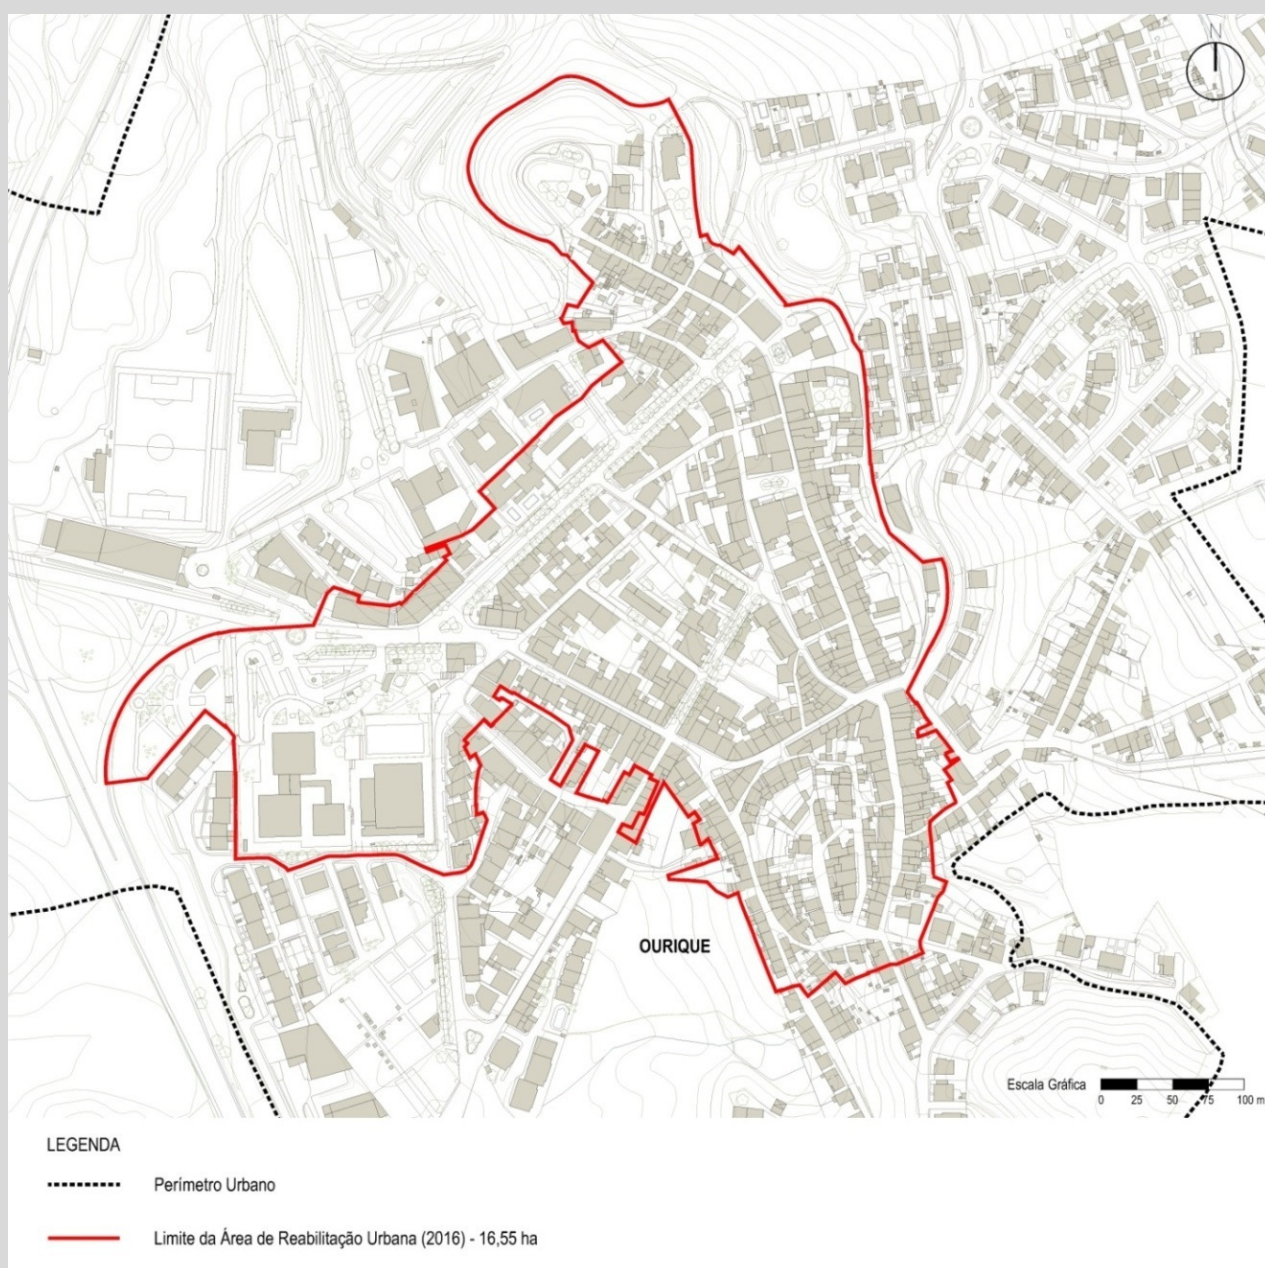 N
OURIQUE
Escala Gráfica
0 25 50 75 100 m
LEGENDA
Perímetro Urbano
Limite da Área de Reabilitação Urbana (2016) - 16,55 ha